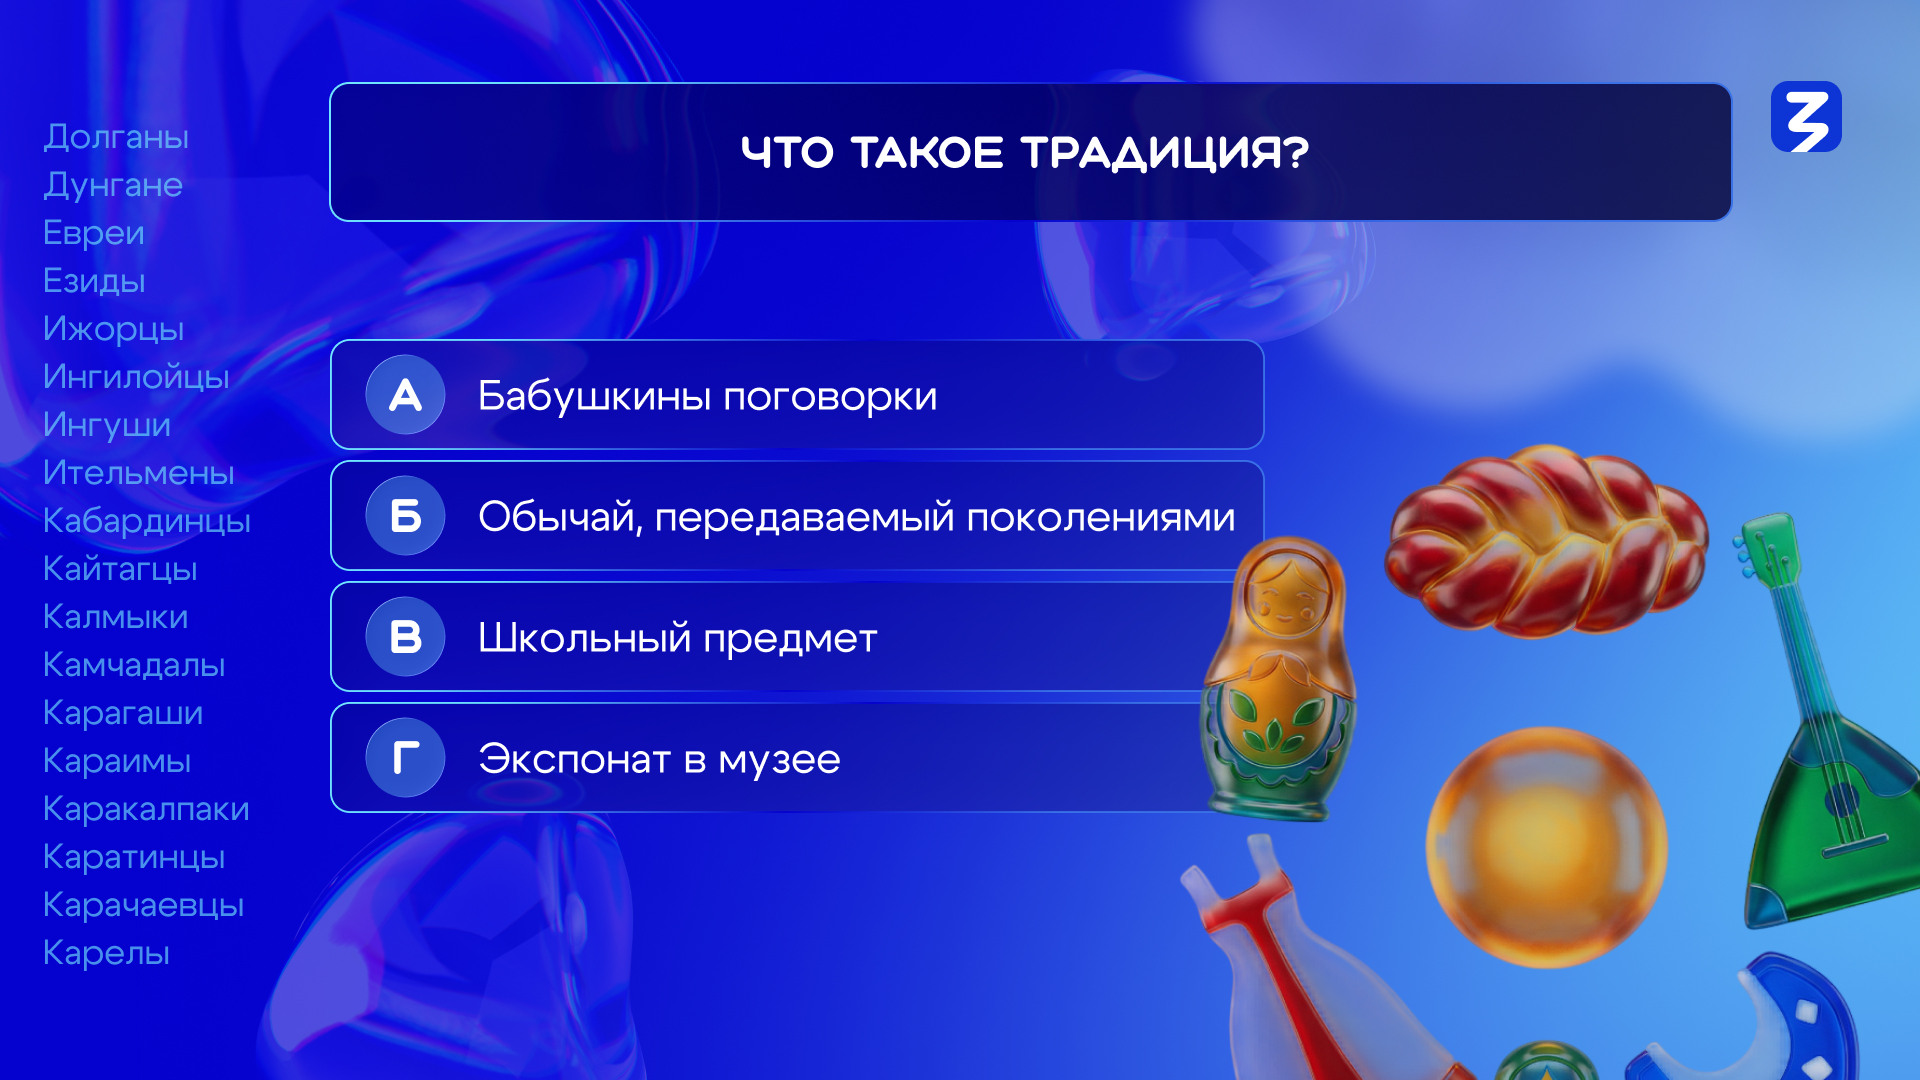 ЧТО ТАКОЕ ТРАДИЦИЯ?
Долганы
Дунгане
Евреи
Езиды
Ижорцы
Ингилойцы
Ингуши
Ительмены
Кабардинцы
Кайтагцы
Калмыки
Камчадалы
Карагаши
Караимы
Каракалпаки
Каратинцы
Карачаевцы
Карелы
А Бабушкины поговорки
Б Обычай, передаваемый поколениями
В Школьный предмет
Г Экспонат в музее